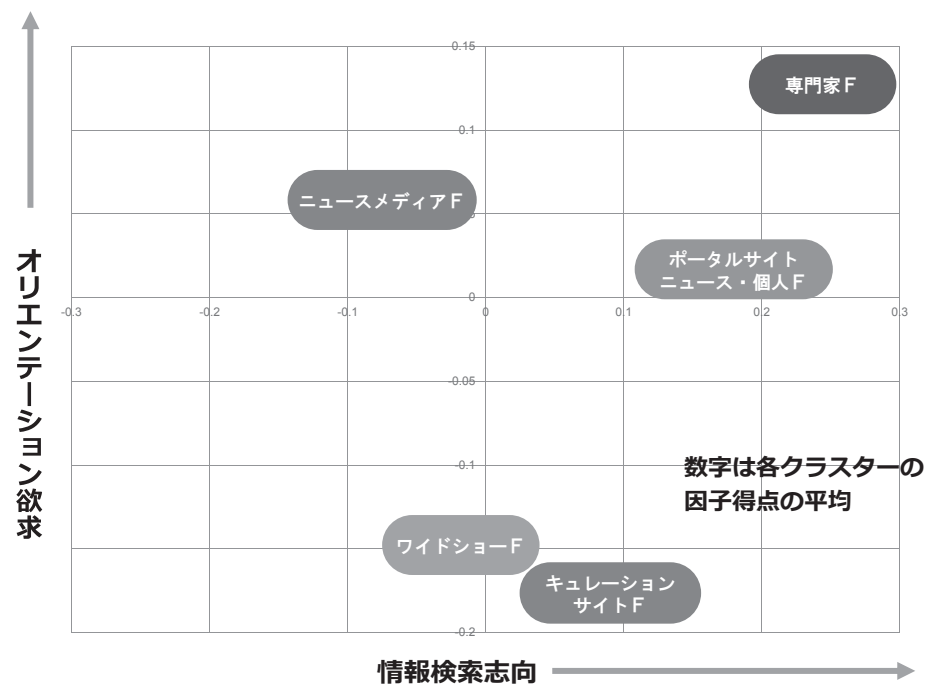 0.15
専門家F
0.1
ニュースメディアF
ポータルサイト
ニュース・個人F
0
-0.3
-0.2
-0.1
0
0.1
0.2
0.3
オリエンテーション欲求
-0.05
-0.1
数字は各クラスターの
因子得点の平均
ワイドショーF
キュレーション
サイトF
-0.2
情報検索志向